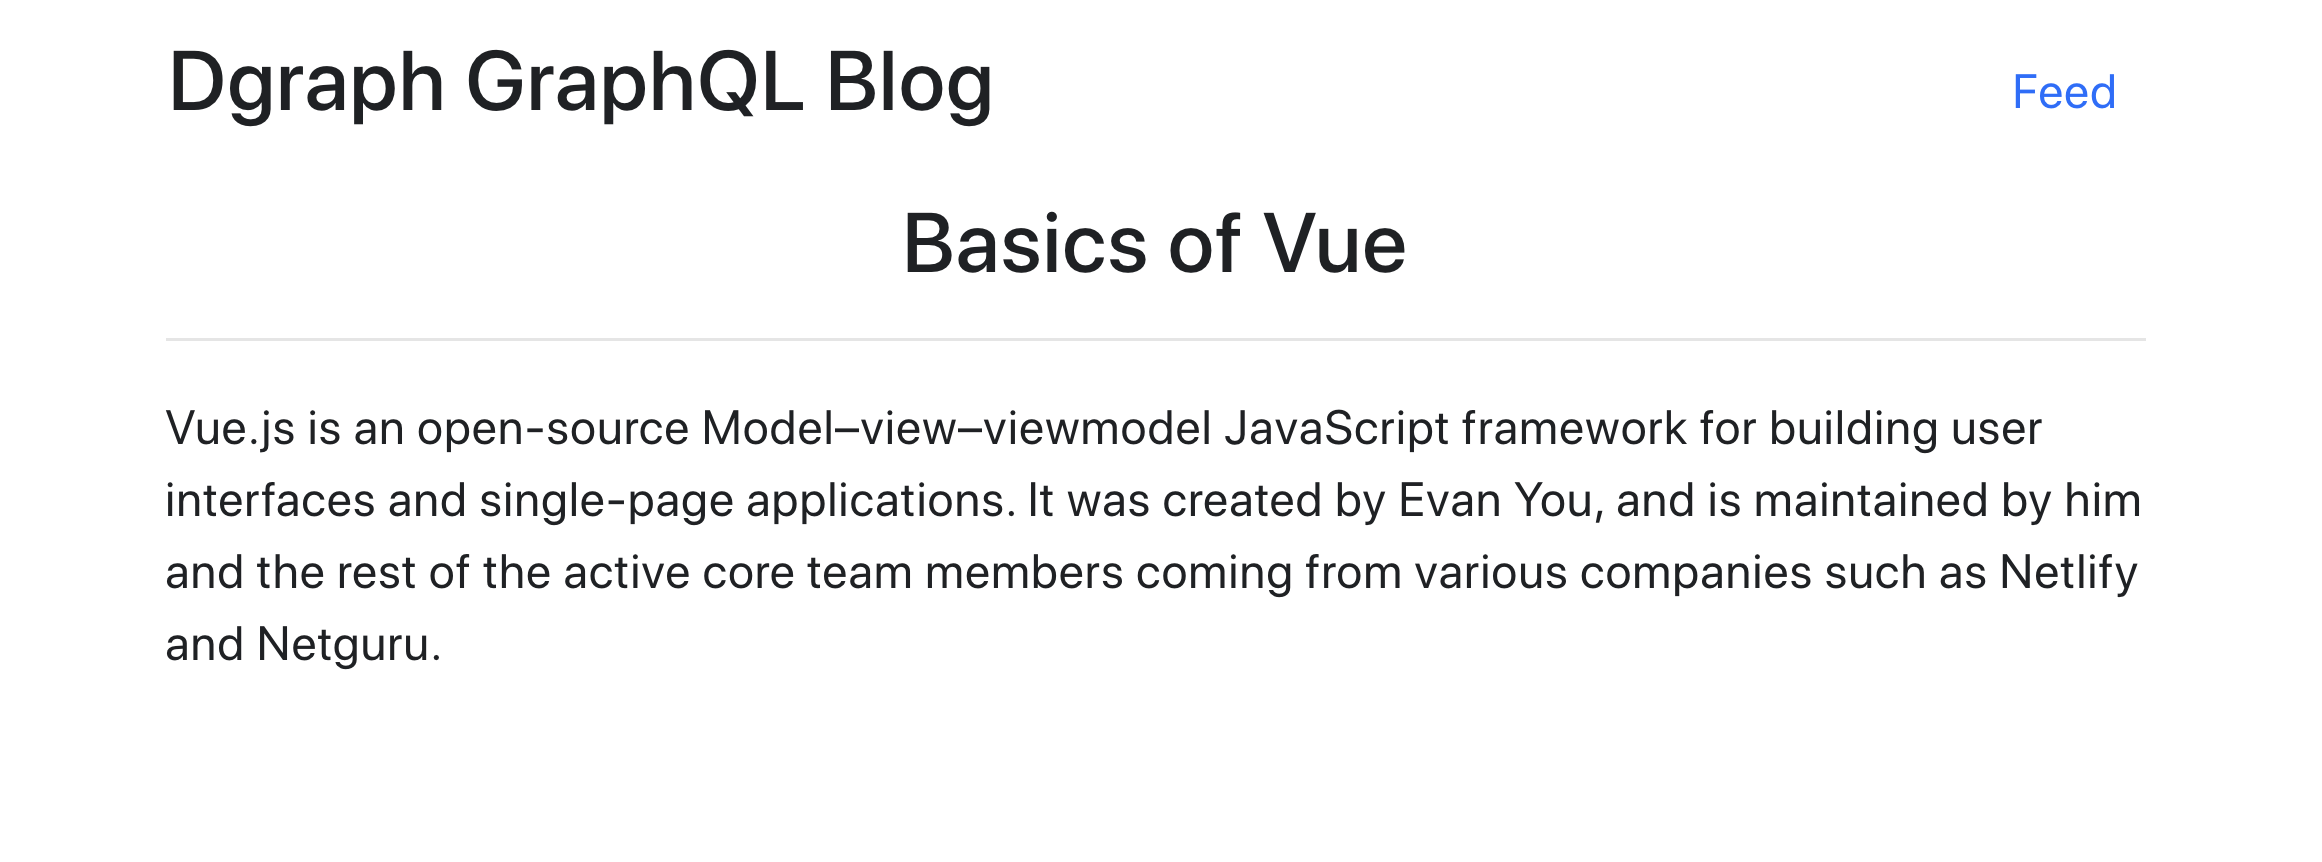 Dgraph GraphQL Blog
Feed
Basics of Vue
Vue.js is an open-source Model–view–viewmodel JavaScript framework for building user
interfaces and single-page applications. It was created by Evan You, and is maintained by him
and the rest of the active core team members coming from various companies such as Netlify
and Netguru.